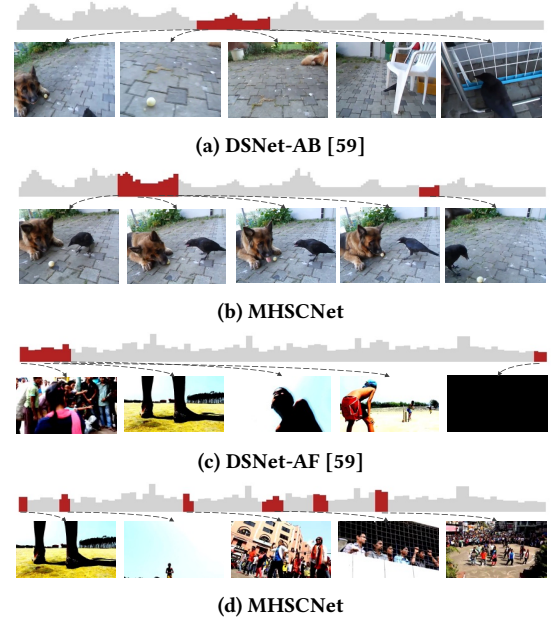 (a) DSNet-AB [59]
(b) MHSCNet
(c) DSNet-AF [59]
(d) MHSCNet